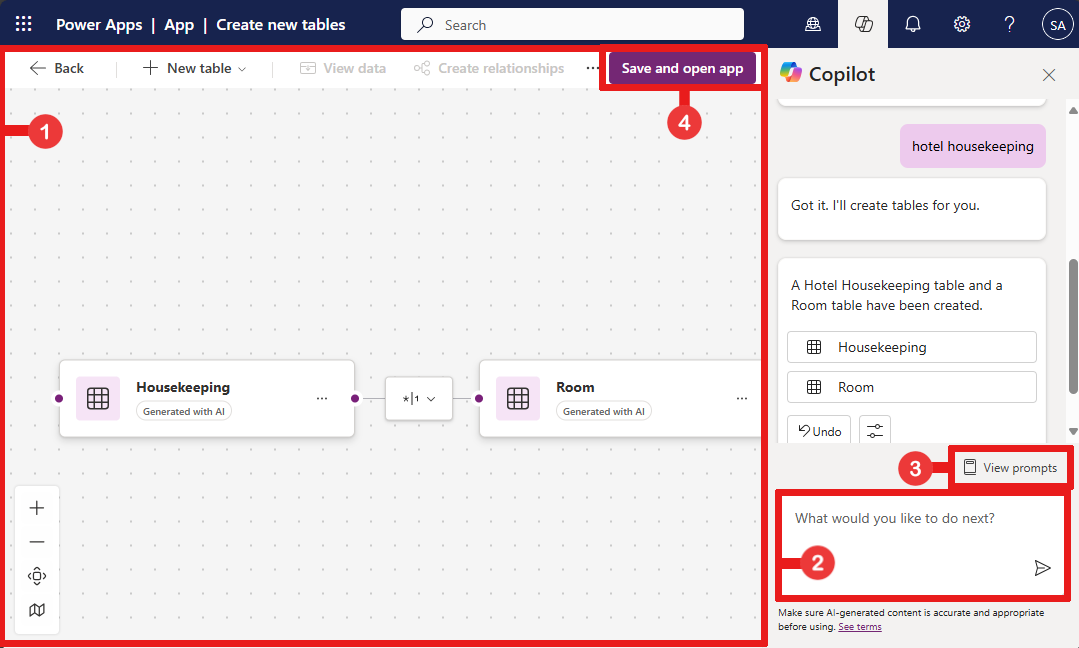 Power Apps | App | Create new tables
Search
SA
Back
New table
View data
Create relationships
...
Save and open app
1
4
Housekeeping
Generated with AI
...
*|1
Room
Generated with AI
...
Copilot
hotel housekeeping
Got it. I'll create tables for you.
A Hotel Housekeeping table and a
Room table have been created.
Housekeeping
Room
Undo
3
View prompts
What would you like to do next?
2
Make sure AI-generated content is accurate and appropriate
before using. See terms